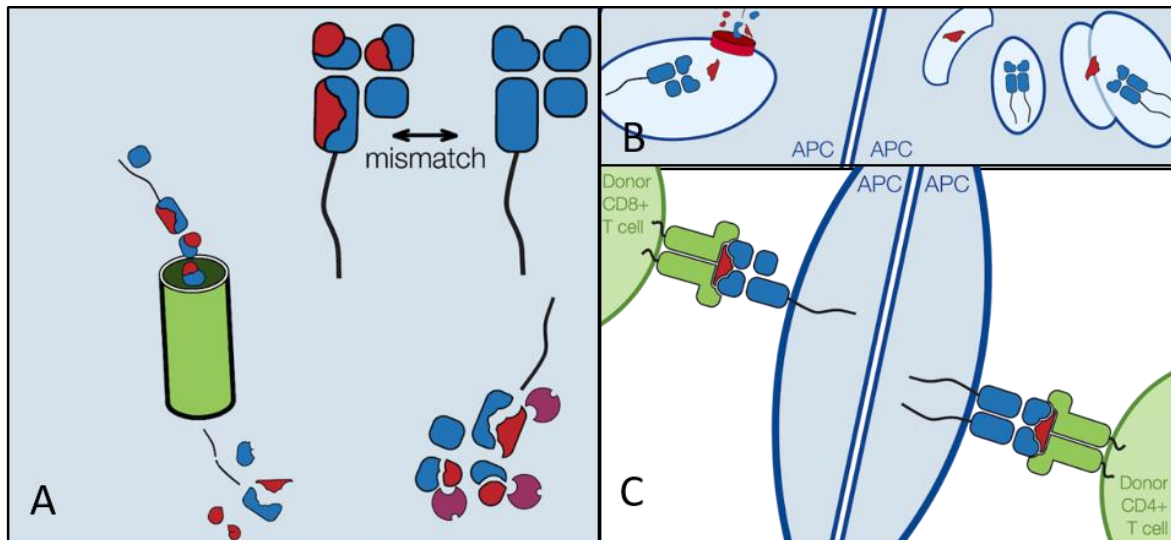 mismatch
A
B
APC
APC
Donor
CD8+
T cell
APC
APC
C
Donor
CD4+
T cell